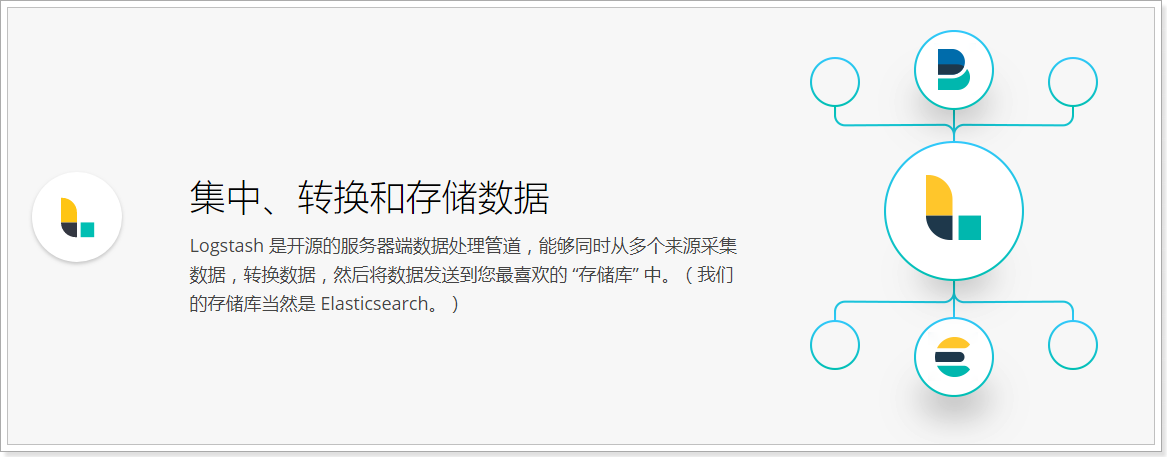 集中、转换和存储数据
Logstash 是开源的服务器端数据处理管道，能够同时从多个来源采集
数据，转换数据，然后将数据发送到您最喜欢的 “存储库” 中。（我们
的存储库当然是 Elasticsearch。）